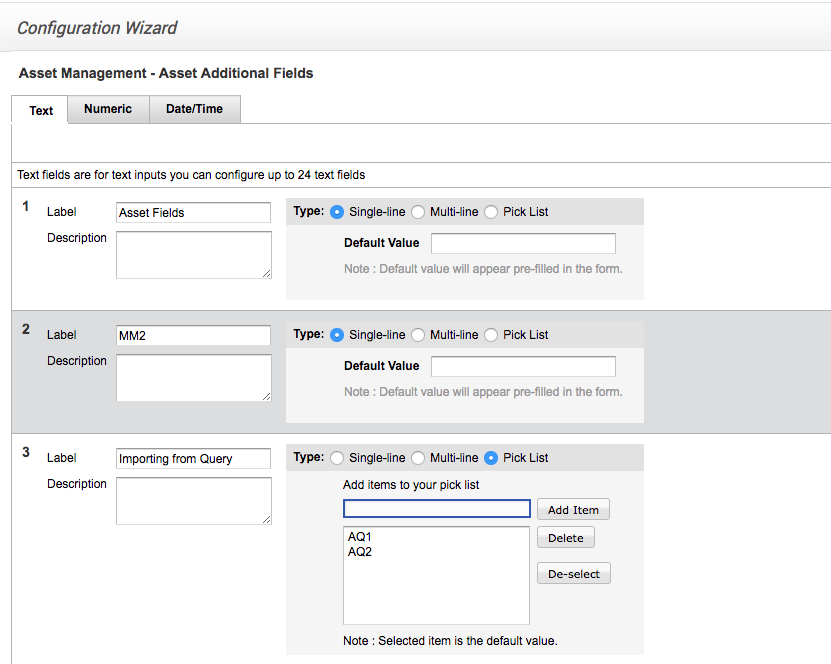 Configuration Wizard
Asset Management - Asset Additional Fields
Text Numeric Date/Time
Text fields are for text inputs you can configure up to 24 text fields
1 Label Asset Fields Type: Single-line Multi-line Pick List
Description Default Value
Note : Default value will appear pre-filled in the form.
2 Label MM2 Type: Single-line Multi-line Pick List
Description Default Value
Note : Default value will appear pre-filled in the form.
3 Label Importing from Query Type: Single-line Multi-line Pick List
Description Add items to your pick list
Add Item
AQ1 Delete
AQ2
De-select
Note : Selected item is the default value.